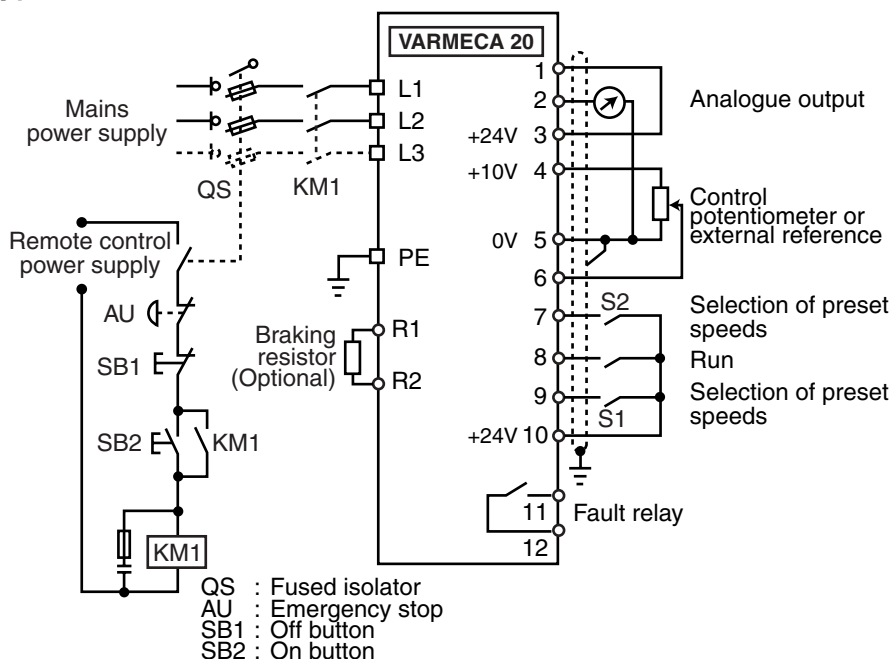 VARMECA 20
Mains
power supply
QS
KM1
L1
L2
L3
Remote control
power supply
PE
AU
SB1
Braking
resistor
(Optional)
R1
R2
SB2
KM1
KM1
1
2
+24V 3
+10V 4
0V 5
6
7
8
9
+24V 10
11
12
Analogue output
Control
potentiometer or
external reference
S2
Selection of preset
speeds
Run
S1
Selection of preset
speeds
Fault relay
QS : Fused isolator
AU : Emergency stop
SB1 : Off button
SB2 : On button